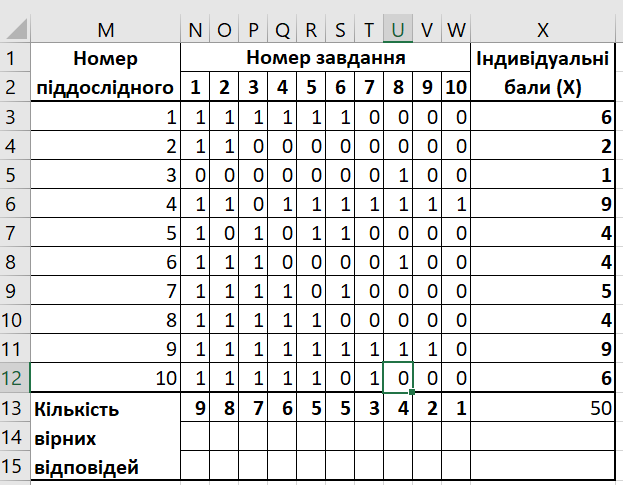 M N O P Q R S T U V W X
1 Номер Номер завдання Індивідуальні
2 піддослідного 1 2 3 4 5 6 7 8 9 10 бали (X)
3 1 1 1 1 1 1 1 0 0 0 0 6
4 2 1 1 0 0 0 0 0 0 0 0 2
5 3 0 0 0 0 0 0 0 1 0 0 1
6 4 1 1 0 1 1 1 1 1 1 1 9
7 5 1 0 1 0 1 1 0 0 0 0 4
8 6 1 1 1 0 0 0 0 1 0 0 4
9 7 1 1 1 1 0 1 0 0 0 0 5
10 8 1 1 1 1 1 0 0 0 0 0 4
11 9 1 1 1 1 1 1 1 1 1 0 9
12 10 1 1 1 1 1 0 1 0 0 0 6
13 Кількість 9 8 7 6 5 5 3 4 2 1 50
14 вірних
15 відповідей